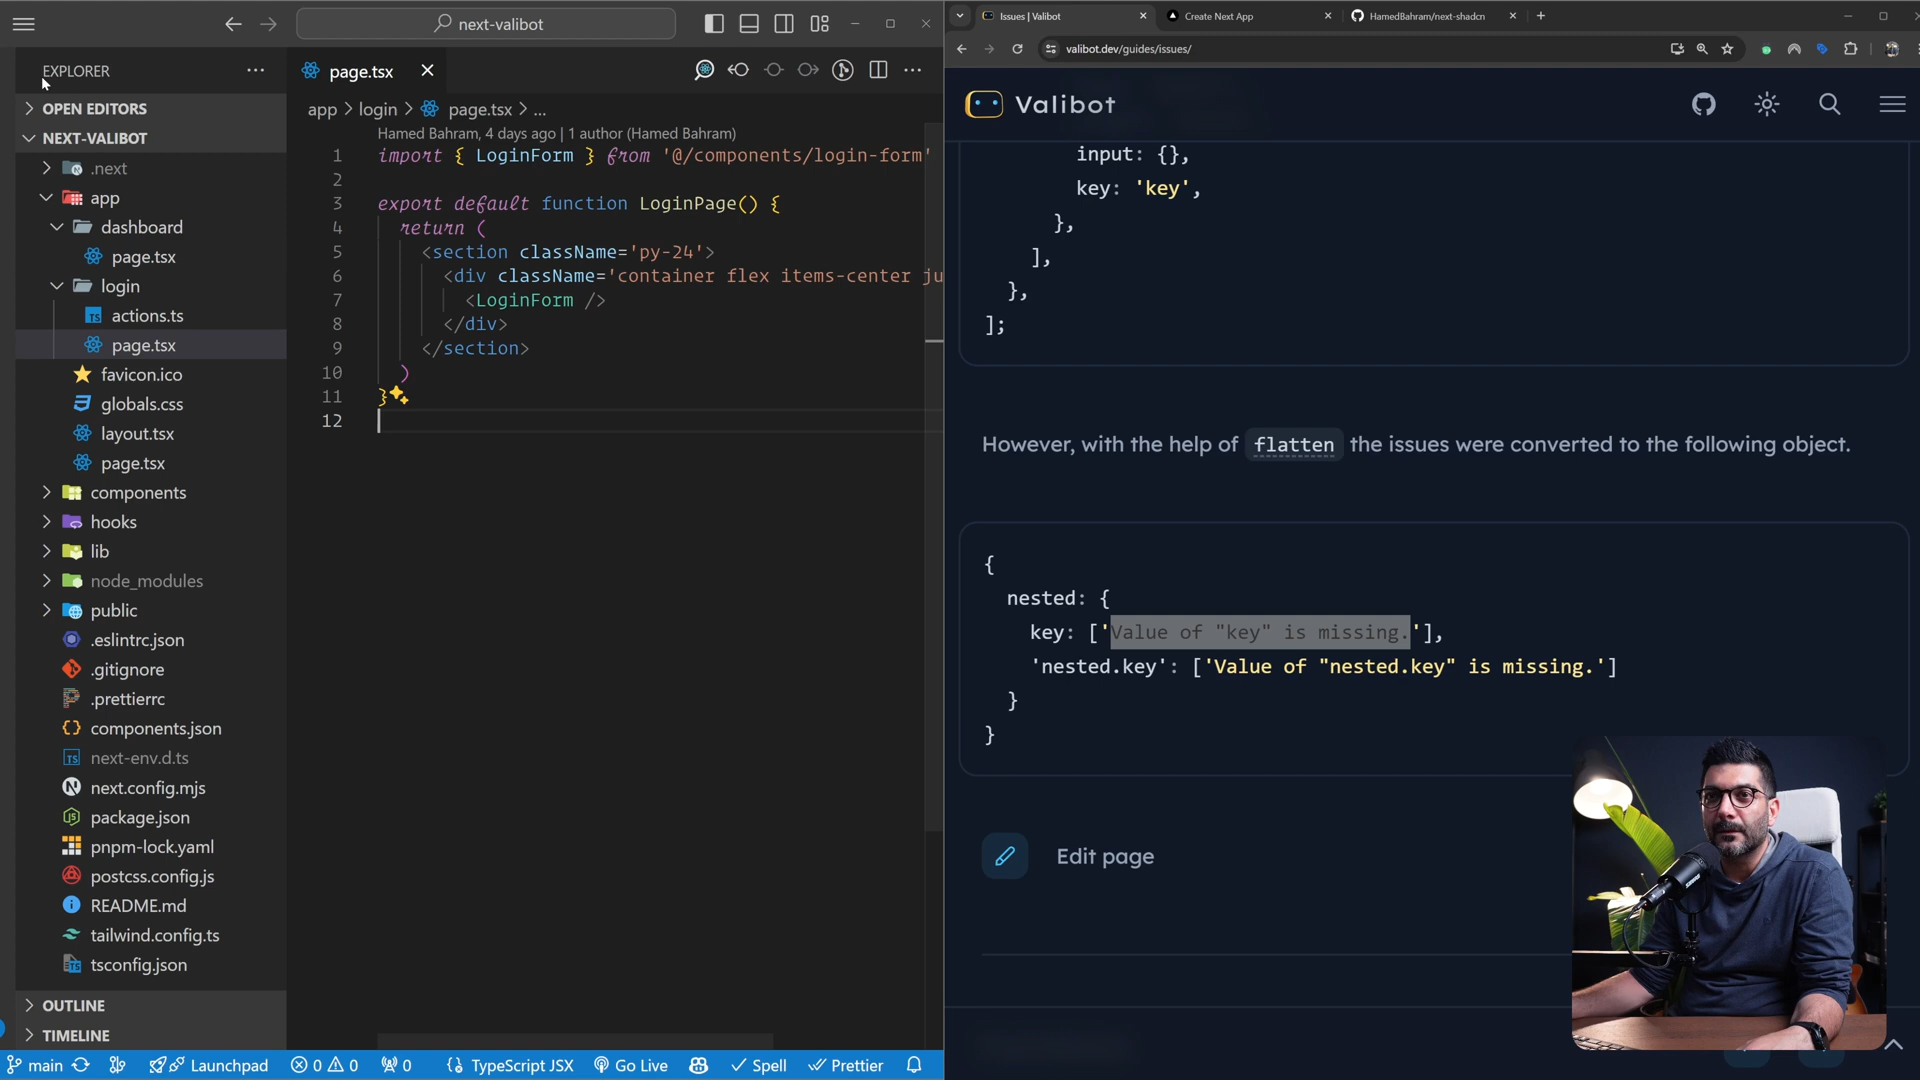 next-valibot
EXPLORER
OPEN EDITORS
NEXT-VALIBOT
.next
app
dashboard
page.tsx
login
actions.ts
page.tsx
favicon.ico
globals.css
layout.tsx
page.tsx
components
hooks
lib
node_modules
public
.eslintrc.json
.gitignore
.prettierrc
components.json
next-env.d.ts
next.config.mjs
package.json
pnpm-lock.yaml
postcss.config.js
README.md
tailwind.config.ts
tsconfig.json
OUTLINE
TIMELINE
page.tsx
app > login > page.tsx > ...
Hamed Bahram, 4 days ago | 1 author (Hamed Bahram)
1 import { LoginForm } from '@/components/login-form'
2
3 export default function LoginPage() {
4 return (
5 <section className='py-24'>
6 <div className='container flex items-center ju
7 <LoginForm />
8 </div>
9 </section>
10 )
11 }
12
main
Launchpad
0 0
0
TypeScript JSX
Go Live
Spell
Prettier
Issues | Valibot
Create Next App
HamedBahram/next-shadcn
valibot.dev/guides/issues/
Valibot
input: {},
key: 'key',
},
],
},
];
However, with the help of flatten the issues were converted to the following object.
{
nested: {
key: ['Value of "key" is missing.'],
'nested.key': ['Value of "nested.key" is missing.']
}
}
Edit page